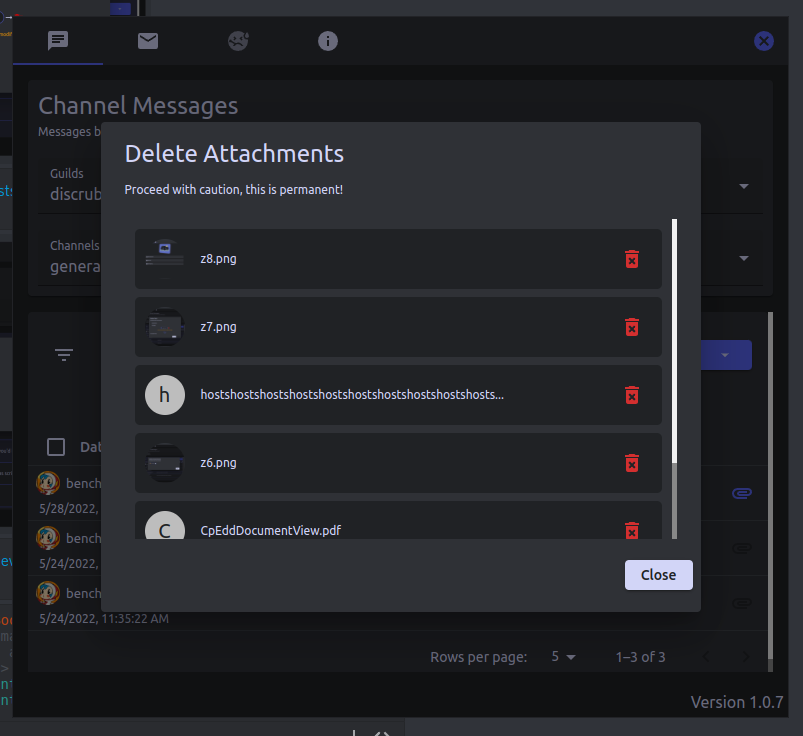 Channel Messages
Messages b
Delete Attachments
Proceed with caution, this is permanent!
Guilds
discrub
Channels
genera
z8.png
z7.png
h
hostshostshostshostshostshostshostshostshostshosts...
z6.png
C
CpEddDocumentView.pdf
Close
Dat
bench
5/28/2022,
bench
5/24/2022,
bench
5/24/2022, 11:35:22 AM
Rows per page: 5 1–3 of 3
Version 1.0.7